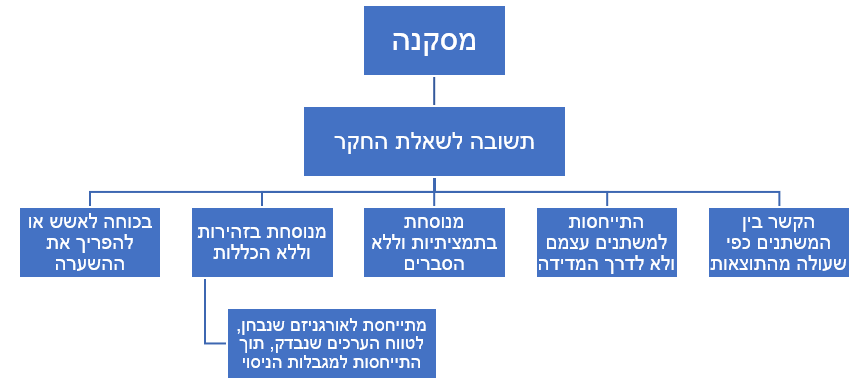 מסקנה
תשובה לשאלת החקר
הקשר בין
המשתנים כפי
שעולה מהתוצאות
התייחסות
למשתנים עצמם
ולא לדרך המדידה
מנוסחת
בתמציתיות וללא
הסברים
מנוסחת בזהירות
וללא הכללות
מתייחסת לאורגניזם שנבחן,
לטווח הערכים שנבדק, תוך
התייחסות למגבלות הניסוי
בכוחה לאשש או
להפריך את
ההשערה